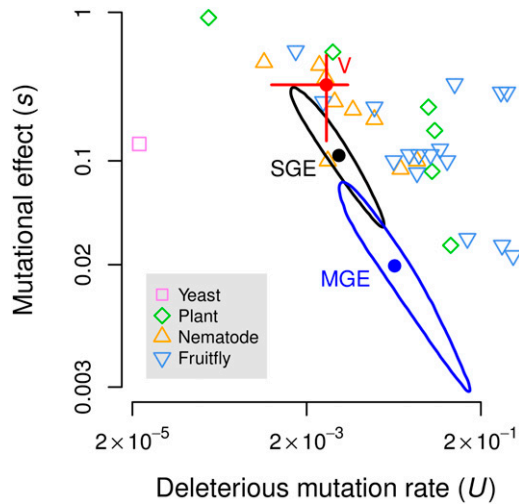 1
0.1
0.02
0.003
Mutational effect (s)
V
SGE
MGE
Yeast
Plant
Nematode
Fruitfly
2×10⁻⁵
2×10⁻³
2×10⁻¹
Deleterious mutation rate (U)